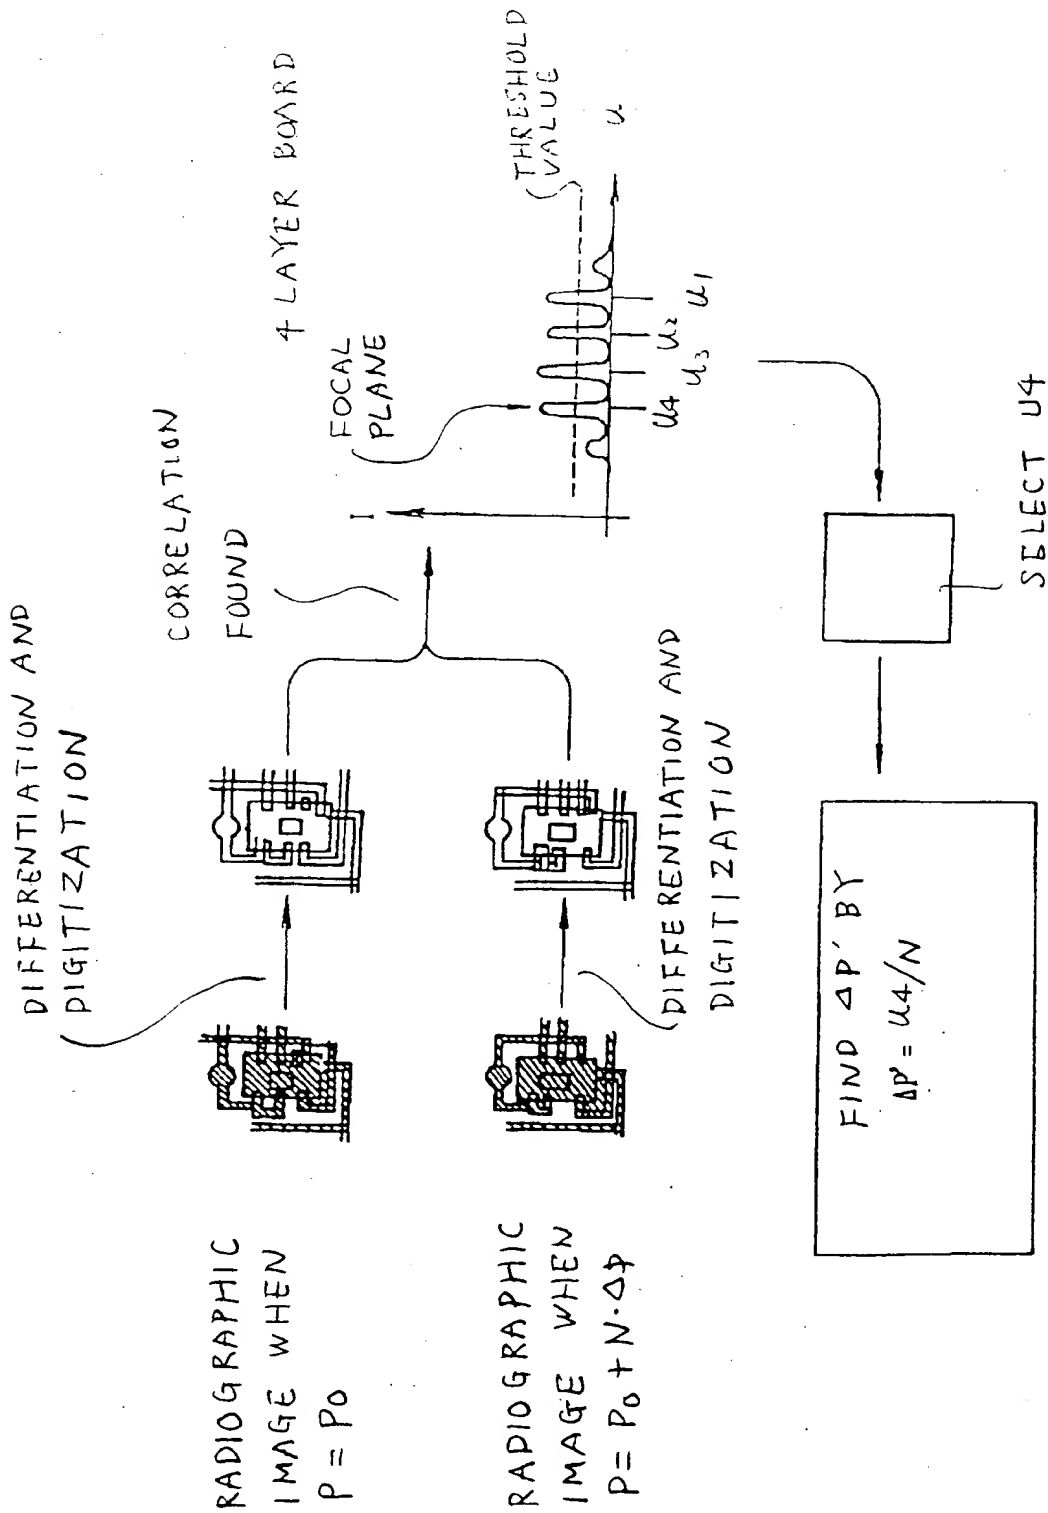 RADIOGRAPHIC
IMAGE WHEN
P = P0
RADIOGRAPHIC
IMAGE WHEN
P = P0 + N·ΔP
DIFFERENTIATION AND
DIGITIZATION
DIFFERENTIATION AND
DIGITIZATION
CORRELATION
FOUND
4 LAYER BOARD
FOCAL
PLANE
THRESHOLD
VALUE
I
u
u4
u3
u2
u1
SELECT U4
FIND ΔP' BY
ΔP' = U4/N